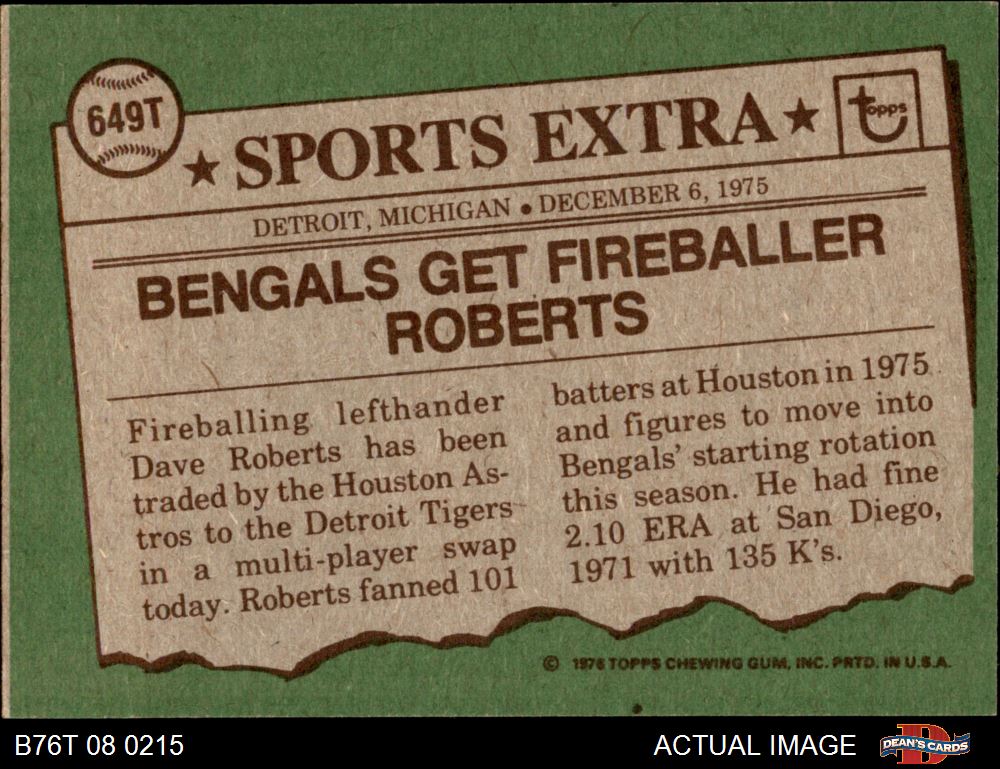 649T
★ SPORTS EXTRA ★
topps
DETROIT, MICHIGAN ● DECEMBER 6, 1975
BENGALS GET FIREBALLER
ROBERTS
Fireballing lefthander
Dave Roberts has been
traded by the Houston As-
tros to the Detroit Tigers
in a multi-player swap
today. Roberts fanned 101
batters at Houston in 1975
and figures to move into
Bengals' starting rotation
this season. He had fine
2.10 ERA at San Diego,
1971 with 135 K's.
© 1976 TOPPS CHEWING GUM, INC. PRTD. IN U.S.A.
B76T 08 0215
ACTUAL IMAGE
DEAN'S CARDS